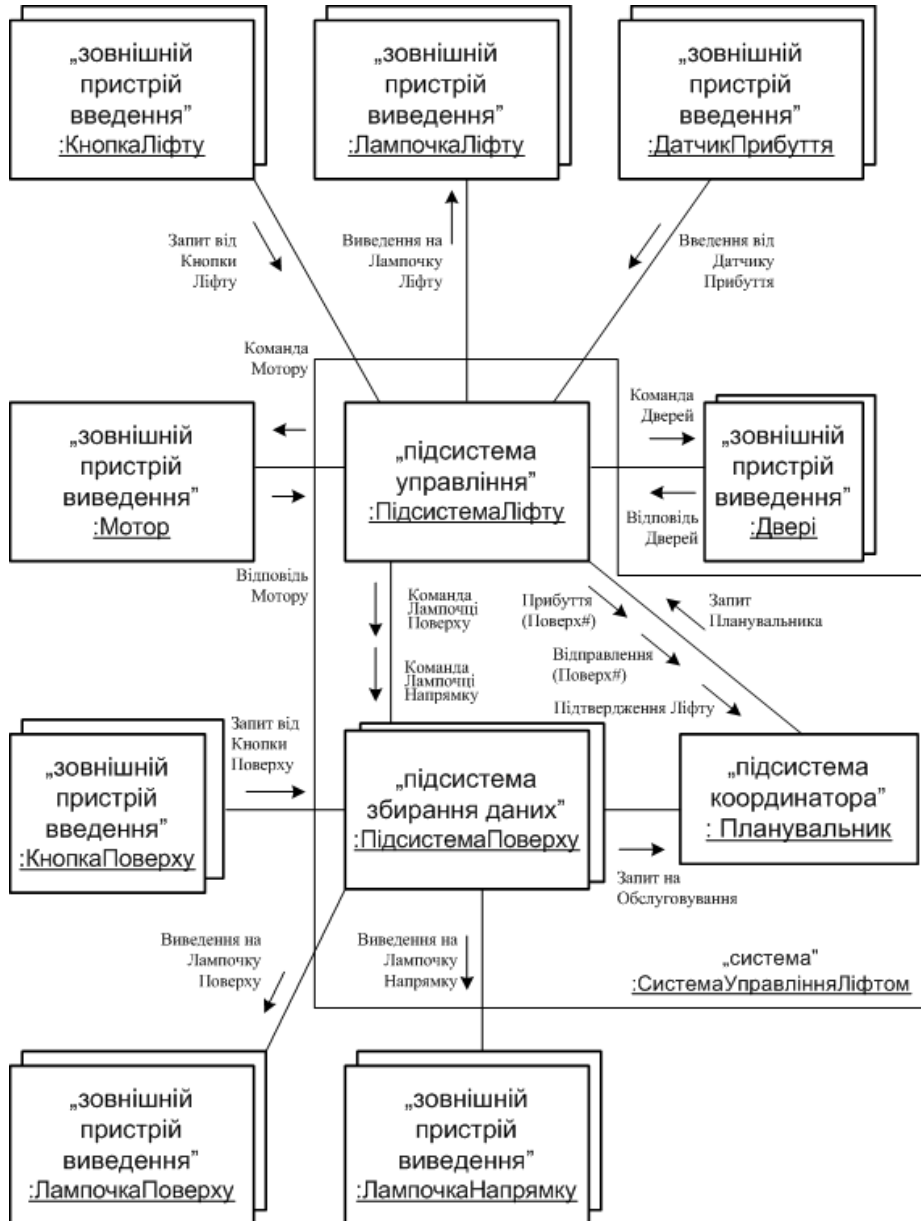 „зовнішній
пристрій
введення”
:КнопкаЛіфту
„зовнішній
пристрій
виведення”
:ЛампочкаЛіфту
„зовнішній
пристрій
введення”
:ДатчикПрибуття
Запит від
Кнопки
Ліфту
Виведення на
Лампочку
Ліфту
Введення від
Датчику
Прибуття
Команда
Мотору
„зовнішній
пристрій
виведення”
:Мотор
Відповідь
Мотору
„підсистема
управління”
:ПідсистемаЛіфту
Команда
Дверей
Відповідь
Дверей
„зовнішній
пристрій
виведення”
:Двері
Команда
Лампочці
Поверху
Команда
Лампочці
Напрямку
Прибуття
(Поверх#)
Відправлення
(Поверх#)
Підтвердження Ліфту
Запит
Планувальника
„зовнішній
пристрій
введення”
:КнопкаПоверху
Запит від
Кнопки
Поверху
„підсистема
збирання даних”
:ПідсистемаПоверху
„підсистема
координатора”
: Планувальник
Запит на
Обслуговування
Виведення на
Лампочку
Поверху
Виведення на
Лампочку
Напрямку
„система”
:СистемаУправлінняЛіфтом
„зовнішній
пристрій
виведення”
:ЛампочкаПоверху
„зовнішній
пристрій
виведення”
:ЛампочкаНапрямку